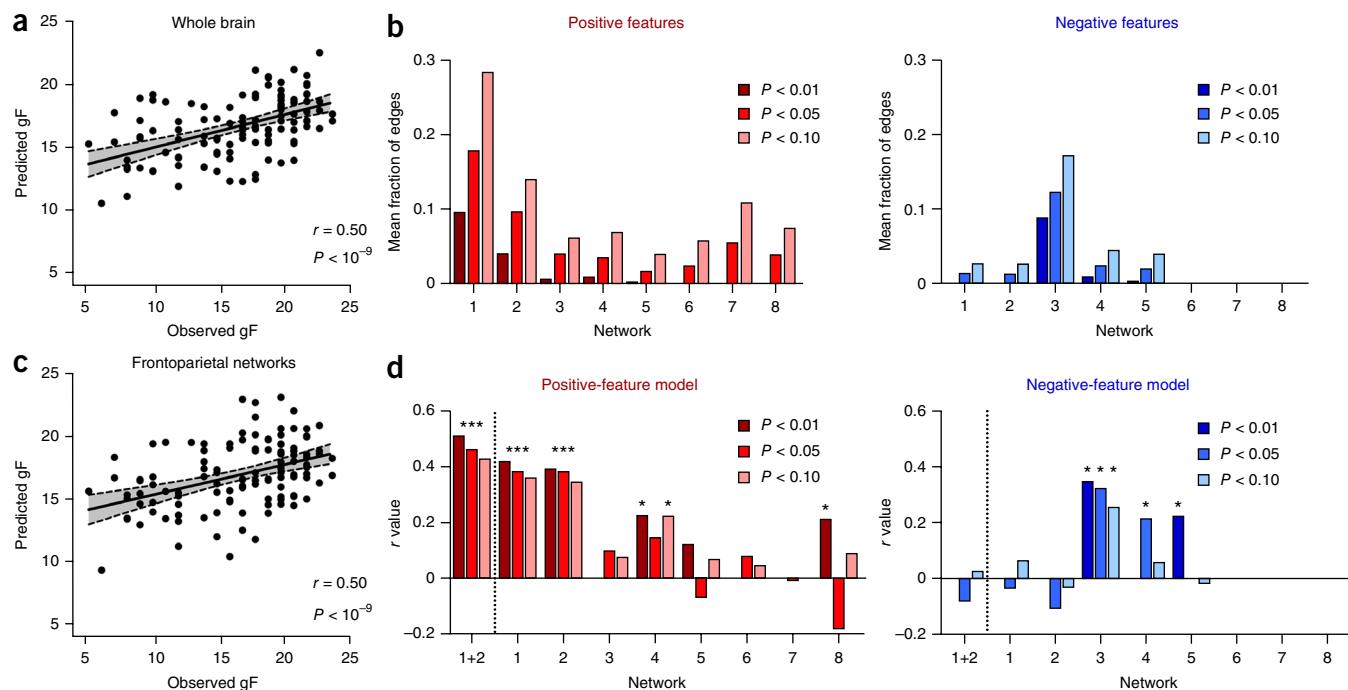 a
Whole brain
25
20
15
10
5
Predicted gF
r = 0.50
P < 10⁻⁹
5 10 15 20 25
Observed gF
b
Positive features
0.3
0.2
0.1
0
Mean fraction of edges
P < 0.01
P < 0.05
P < 0.10
1 2 3 4 5 6 7 8
Network
Negative features
0.3
0.2
0.1
0
Mean fraction of edges
P < 0.01
P < 0.05
P < 0.10
1 2 3 4 5 6 7 8
Network
c
Frontoparietal networks
25
20
15
10
5
Predicted gF
r = 0.50
P < 10⁻⁹
5 10 15 20 25
Observed gF
d
Positive-feature model
0.6
0.4
0.2
0
–0.2
r value
*** *** *** * * *
P < 0.01
P < 0.05
P < 0.10
1+2 1 2 3 4 5 6 7 8
Network
Negative-feature model
0.6
0.4
0.2
0
–0.2
r value
* * * * *
P < 0.01
P < 0.05
P < 0.10
1+2 1 2 3 4 5 6 7 8
Network